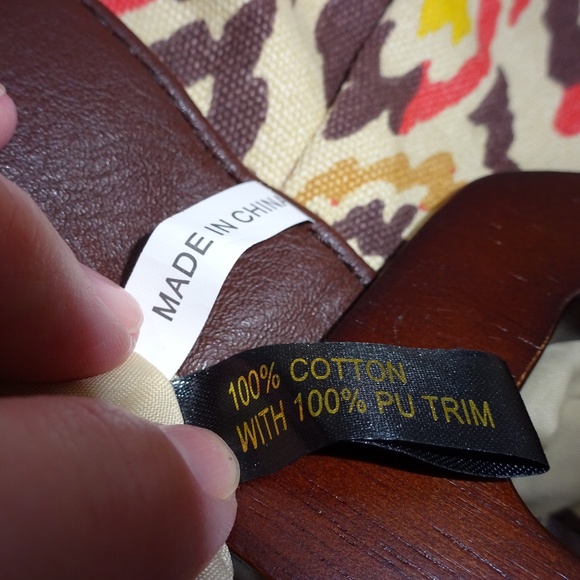 MADE IN CHINA
100% COTTON
WITH 100% PU TRIM